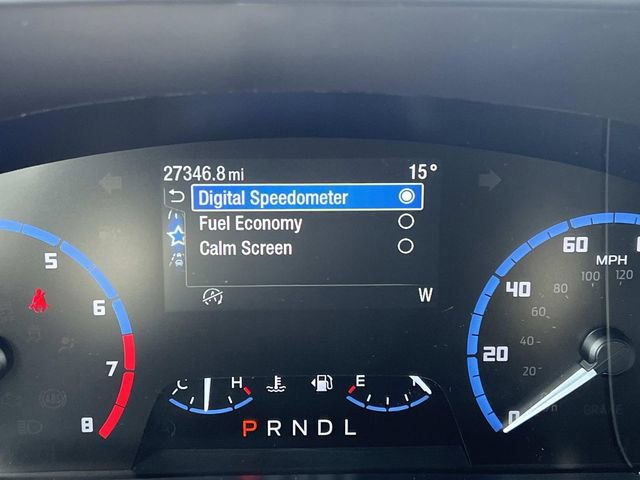 27346.8 mi 15°
Digital Speedometer
Fuel Economy
Calm Screen
W
5
6
7
8
C H
E
P R N D L
0
20
40
60
MPH
20
40
60
80
100
120